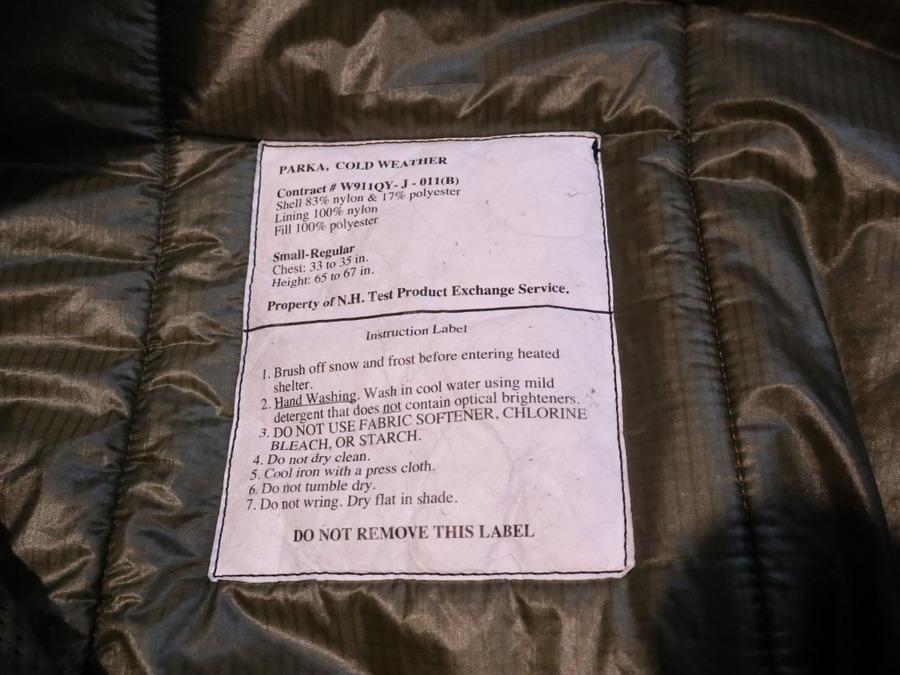 PARKA, COLD WEATHER
Contract # W911QY- J - 011(B)
Shell 83% nylon & 17% polyester
Lining 100% nylon
Fill 100% polyester
Small-Regular
Chest: 33 to 35 in.
Height: 65 to 67 in.
Property of N.H. Test Product Exchange Service.
Instruction Label
1. Brush off snow and frost before entering heated
shelter.
2. Hand Washing. Wash in cool water using mild
detergent that does not contain optical brighteners.
3. DO NOT USE FABRIC SOFTENER, CHLORINE
BLEACH, OR STARCH.
4. Do not dry clean.
5. Cool iron with a press cloth.
6. Do not tumble dry.
7. Do not wring. Dry flat in shade.
DO NOT REMOVE THIS LABEL